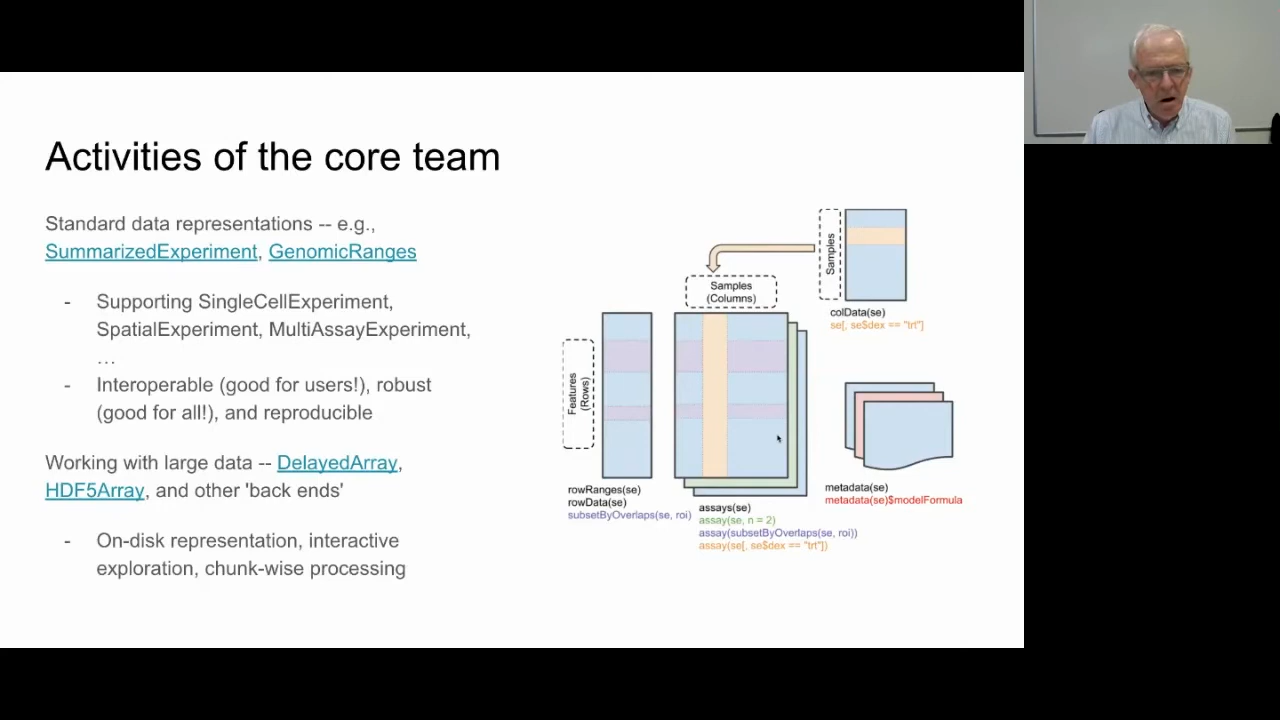 Activities of the core team
Standard data representations -- e.g.,
SummarizedExperiment, GenomicRanges
- Supporting SingleCellExperiment,
SpatialExperiment, MultiAssayExperiment,
…
- Interoperable (good for users!), robust
(good for all!), and reproducible
Working with large data -- DelayedArray,
HDF5Array, and other 'back ends'
- On-disk representation, interactive
exploration, chunk-wise processing
Samples
colData(se)
se[, se$dex == "trt"]
Samples
(Columns)
Features
(Rows)
rowRanges(se)
rowData(se)
subsetByOverlaps(se, roi)
assays(se)
assay(se, n = 2)
assay(subsetByOverlaps(se, roi))
assay(se[, se$dex == "trt"])
metadata(se)
metadata(se)$modelFormula